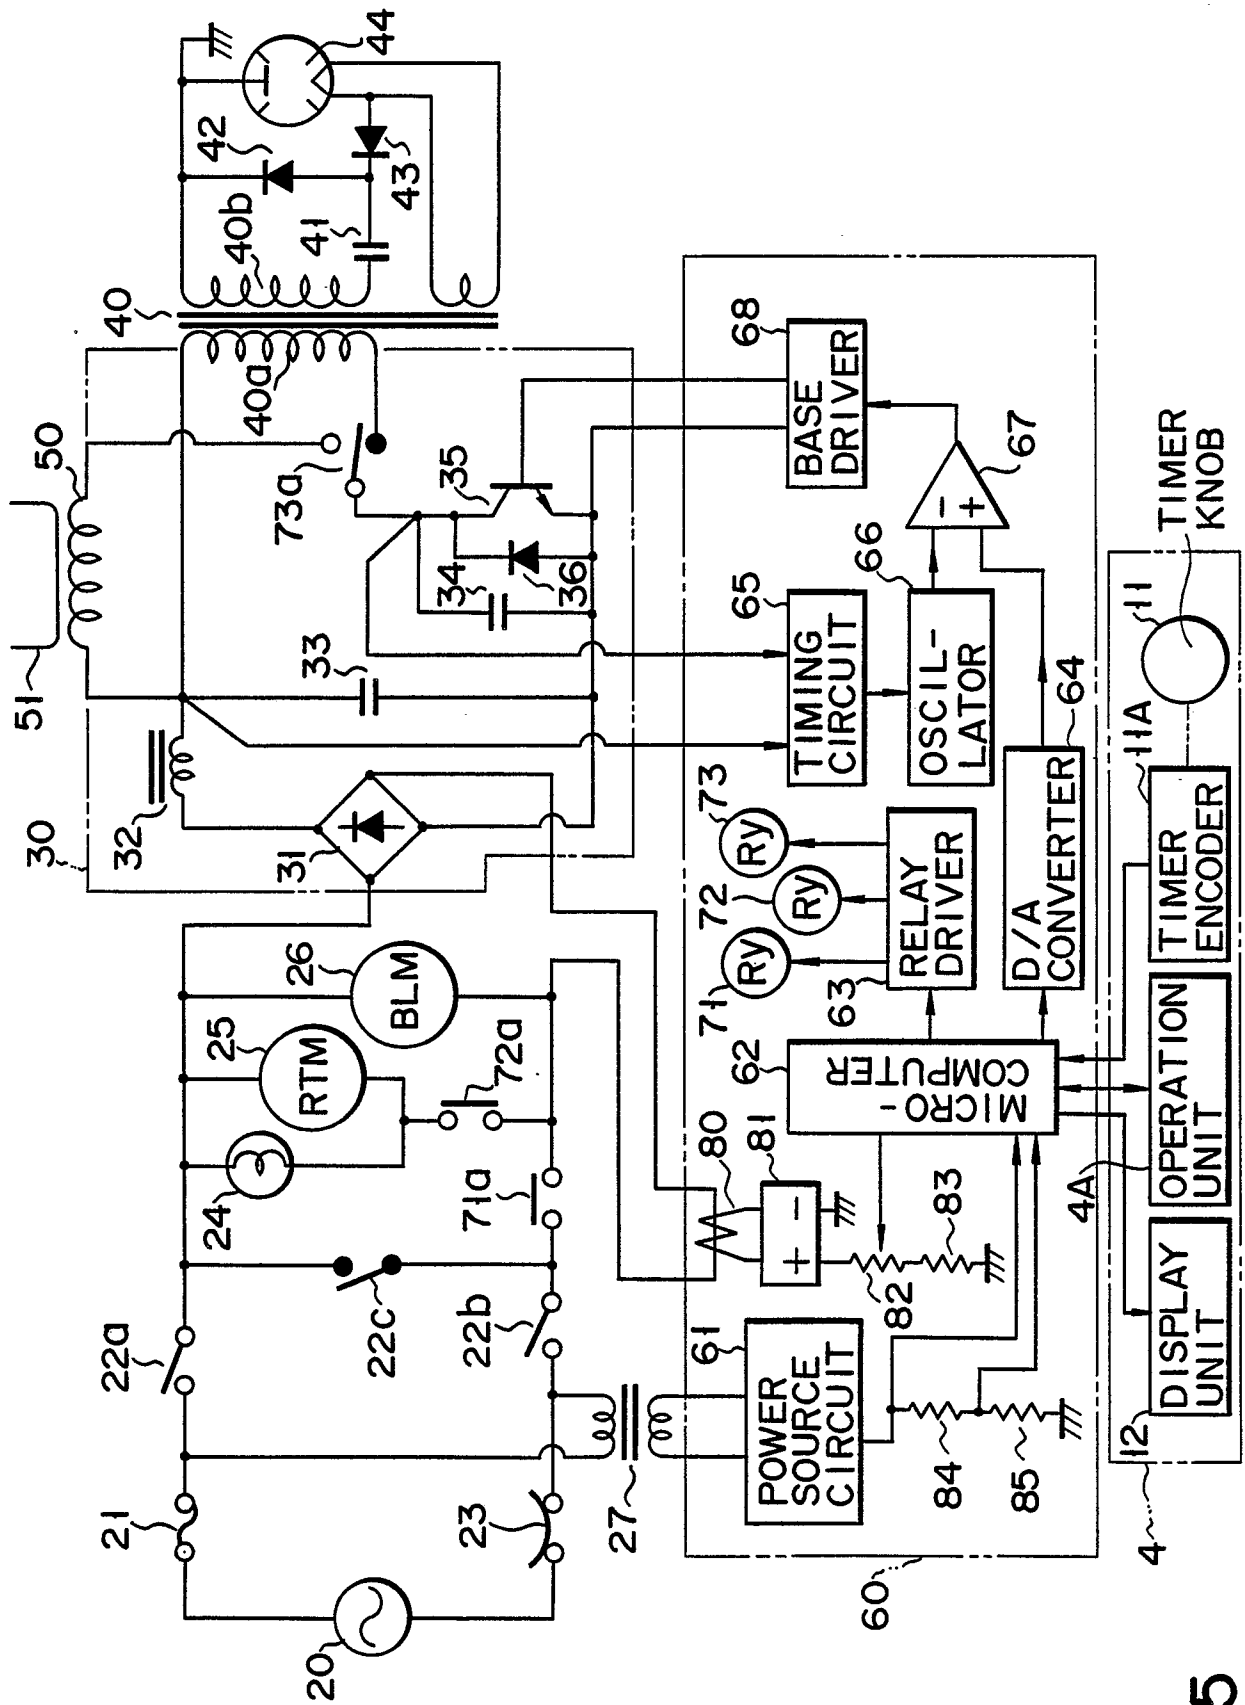 30
32
31
51
50
33
34
36
35
73a
40
40a
40b
41
42
43
44
20
21
22a
22c
22b
23
27
24
25
RTM
26
BLM
72a
71a
60
61
POWER
SOURCE
CIRCUIT
84
85
80
81
+ -
82
83
62
MICRO-
COMPUTER
71
Ry
72
Ry
73
Ry
63
RELAY
DRIVER
64
D/A
CONVERTER
65
TIMING
CIRCUIT
66
OSCIL-
LATOR
67
-
+
68
BASE
DRIVER
4
12
DISPLAY
UNIT
4A
OPERATION
UNIT
11A
TIMER
ENCODER
11
TIMER
KNOB
5